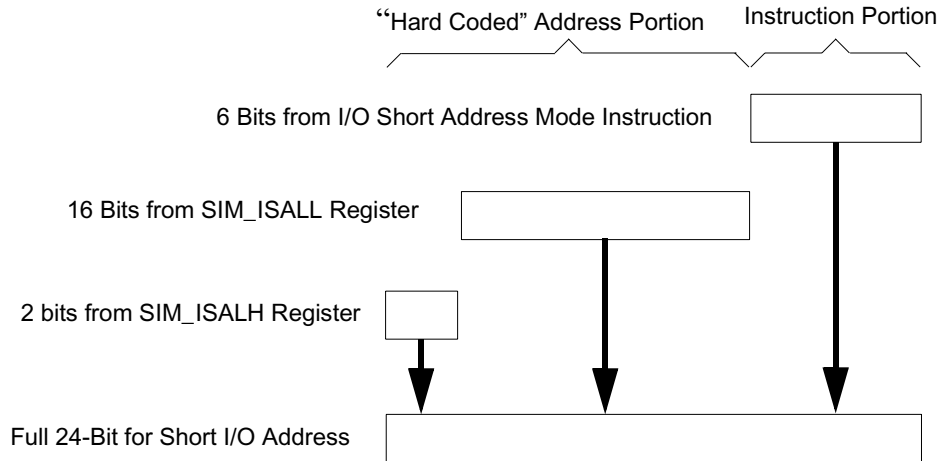 “Hard Coded” Address Portion
Instruction Portion
6 Bits from I/O Short Address Mode Instruction
16 Bits from SIM_ISALL Register
2 bits from SIM_ISALH Register
Full 24-Bit for Short I/O Address